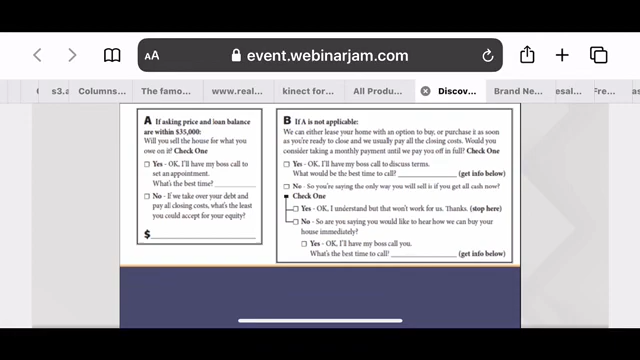 AA
event.webinarjam.com
s3.a
Columns...
The famo...
www.real...
kinect for...
All Produ...
Discov...
Brand Ne...
esal...
Fre...
A If asking price and loan balance
are within $35,000:
Will you sell the house for what you
owe on it? Check One
Yes - OK, I'll have my boss call to
set an appointment.
What's the best time?
No - If we take over your debt and
pay all closing costs, what's the least
you could accept for your equity?
$
B If A is not applicable:
We can either lease your home with an option to buy, or purchase it as soon
as you're ready to close and we usually pay all the closing costs. Would you
consider taking a monthly payment until we pay you off in full? Check One
Yes - OK, I'll have my boss call to discuss terms.
What would be the best time to call? (get info below)
No - So you're saying the only way you will sell is if you get all cash now?
Check One
Yes - OK, I understand but that won't work for us. Thanks. (stop here)
No - So are you saying you would like to hear how we can buy your
house immediately?
Yes - OK, I'll have my boss call you.
What's the best time to call? (get info below)